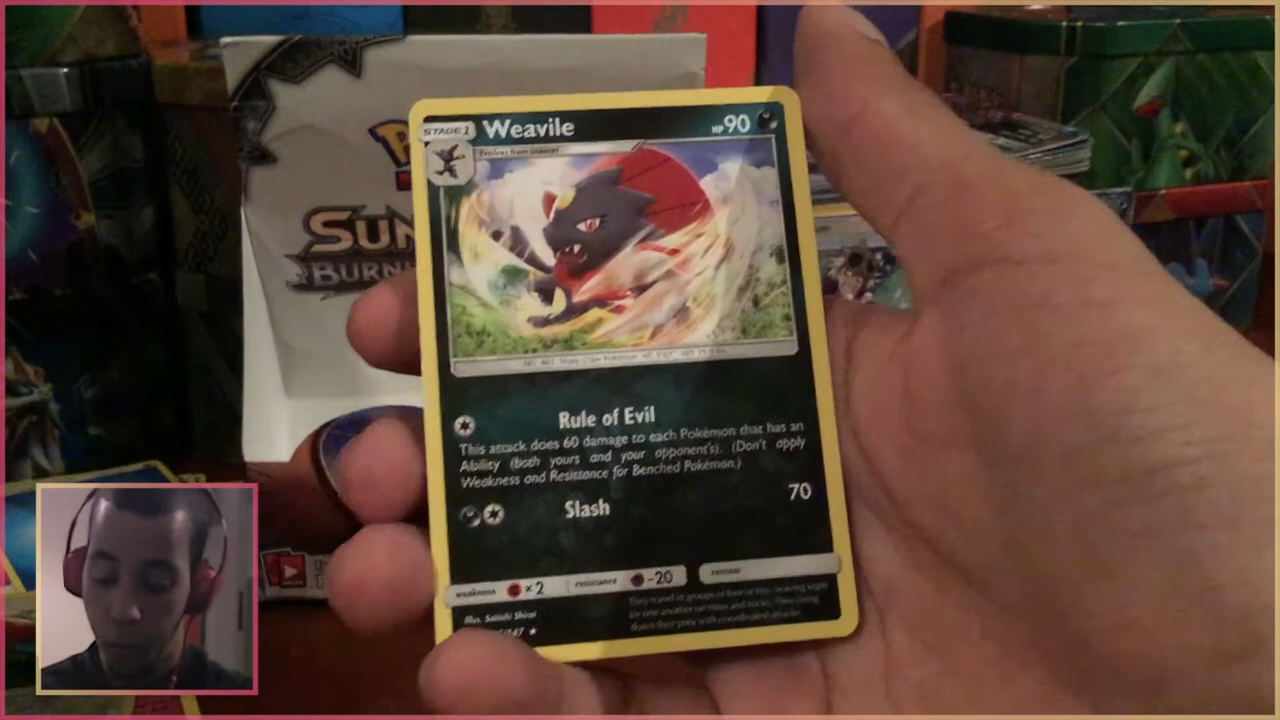 STAGE 1 Weavile HP 90
Evolves from Sneasel
SUN
BURN
Rule of Evil
This attack does 60 damage to each Pokémon that has an
Ability (both yours and your opponent's). (Don't apply
Weakness and Resistance for Benched Pokémon.)
Slash 70
weakness ×2 resistance -20 retreat
Illus. Satoshi Shirai
/147